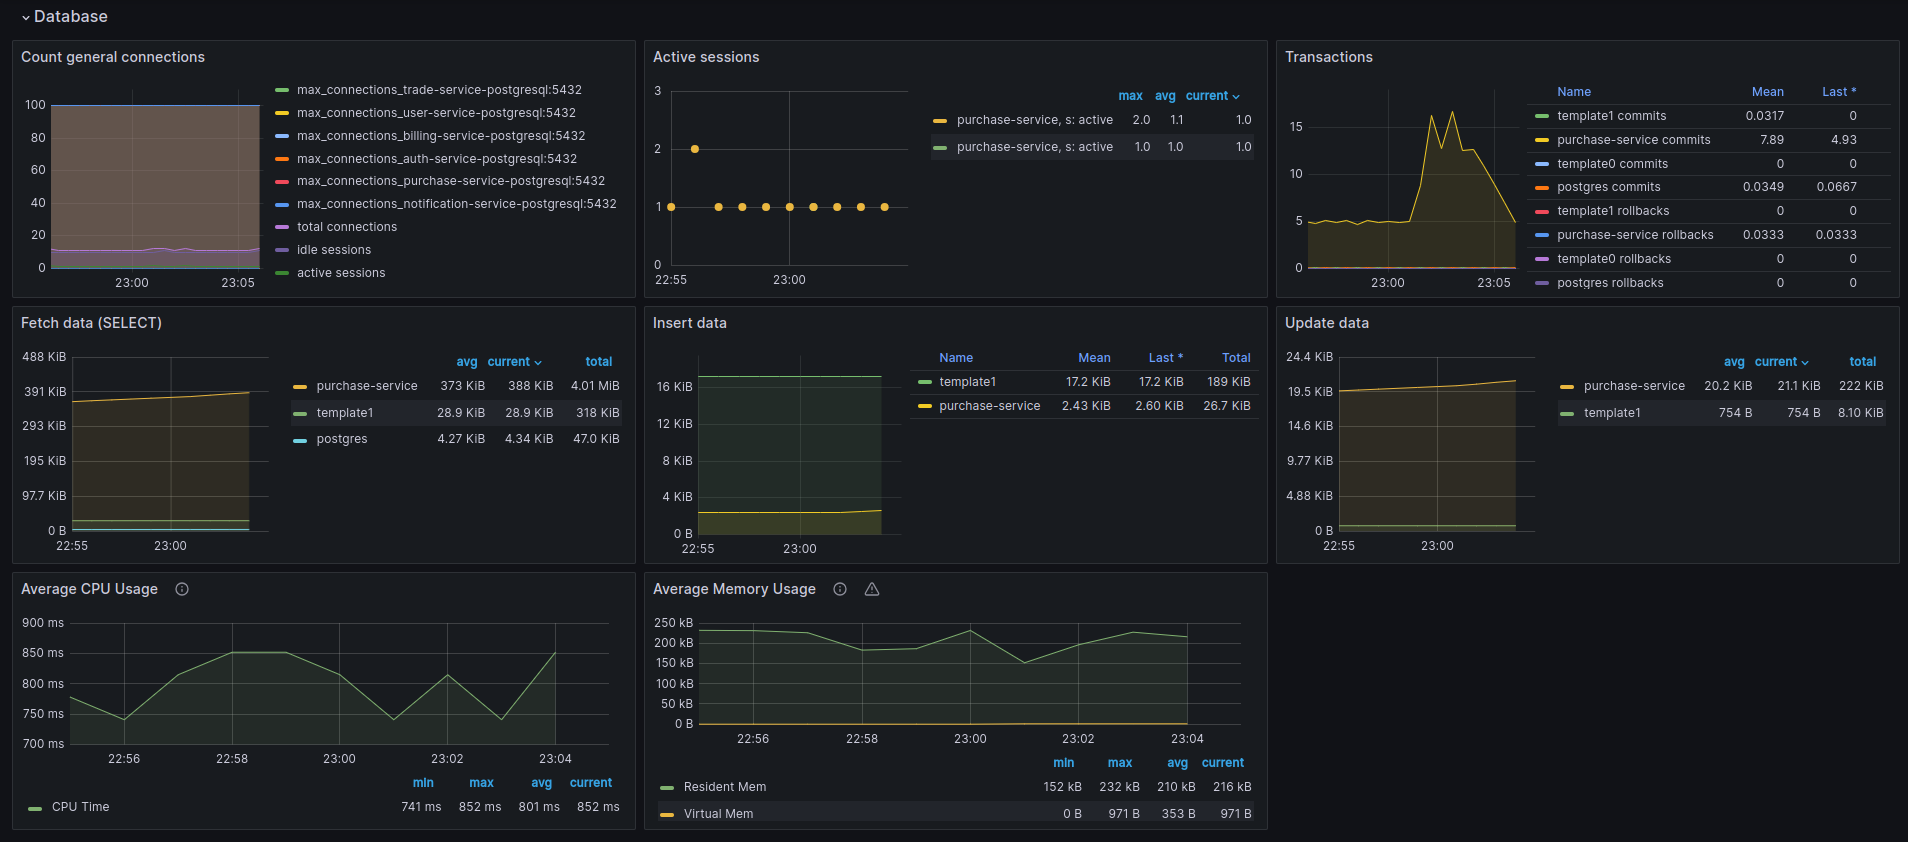 Database
Count general connections
100
80
60
40
20
0
23:00 23:05
max_connections_trade-service-postgresql:5432
max_connections_user-service-postgresql:5432
max_connections_billing-service-postgresql:5432
max_connections_auth-service-postgresql:5432
max_connections_purchase-service-postgresql:5432
max_connections_notification-service-postgresql:5432
total connections
idle sessions
active sessions
Active sessions
3
2
1
0
22:55 23:00
max avg current
purchase-service, s: active 2.0 1.1 1.0
purchase-service, s: active 1.0 1.0 1.0
Transactions
15
10
5
0
23:00 23:05
Name Mean Last *
template1 commits 0.0317 0
purchase-service commits 7.89 4.93
template0 commits 0 0
postgres commits 0.0349 0.0667
template1 rollbacks 0 0
purchase-service rollbacks 0.0333 0.0333
template0 rollbacks 0 0
postgres rollbacks 0 0
Fetch data (SELECT)
488 KiB
391 KiB
293 KiB
195 KiB
97.7 KiB
0 B
22:55 23:00
avg current total
purchase-service 373 KiB 388 KiB 4.01 MiB
template1 28.9 KiB 28.9 KiB 318 KiB
postgres 4.27 KiB 4.34 KiB 47.0 KiB
Insert data
16 KiB
12 KiB
8 KiB
4 KiB
0 B
22:55 23:00
Name Mean Last * Total
template1 17.2 KiB 17.2 KiB 189 KiB
purchase-service 2.43 KiB 2.60 KiB 26.7 KiB
Update data
24.4 KiB
19.5 KiB
14.6 KiB
9.77 KiB
4.88 KiB
0 B
22:55 23:00
avg current total
purchase-service 20.2 KiB 21.1 KiB 222 KiB
template1 754 B 754 B 8.10 KiB
Average CPU Usage
900 ms
850 ms
800 ms
750 ms
700 ms
22:56 22:58 23:00 23:02 23:04
min max avg current
CPU Time 741 ms 852 ms 801 ms 852 ms
Average Memory Usage
250 kB
200 kB
150 kB
100 kB
50 kB
0 B
22:56 22:58 23:00 23:02 23:04
min max avg current
Resident Mem 152 kB 232 kB 210 kB 216 kB
Virtual Mem 0 B 971 B 353 B 971 B